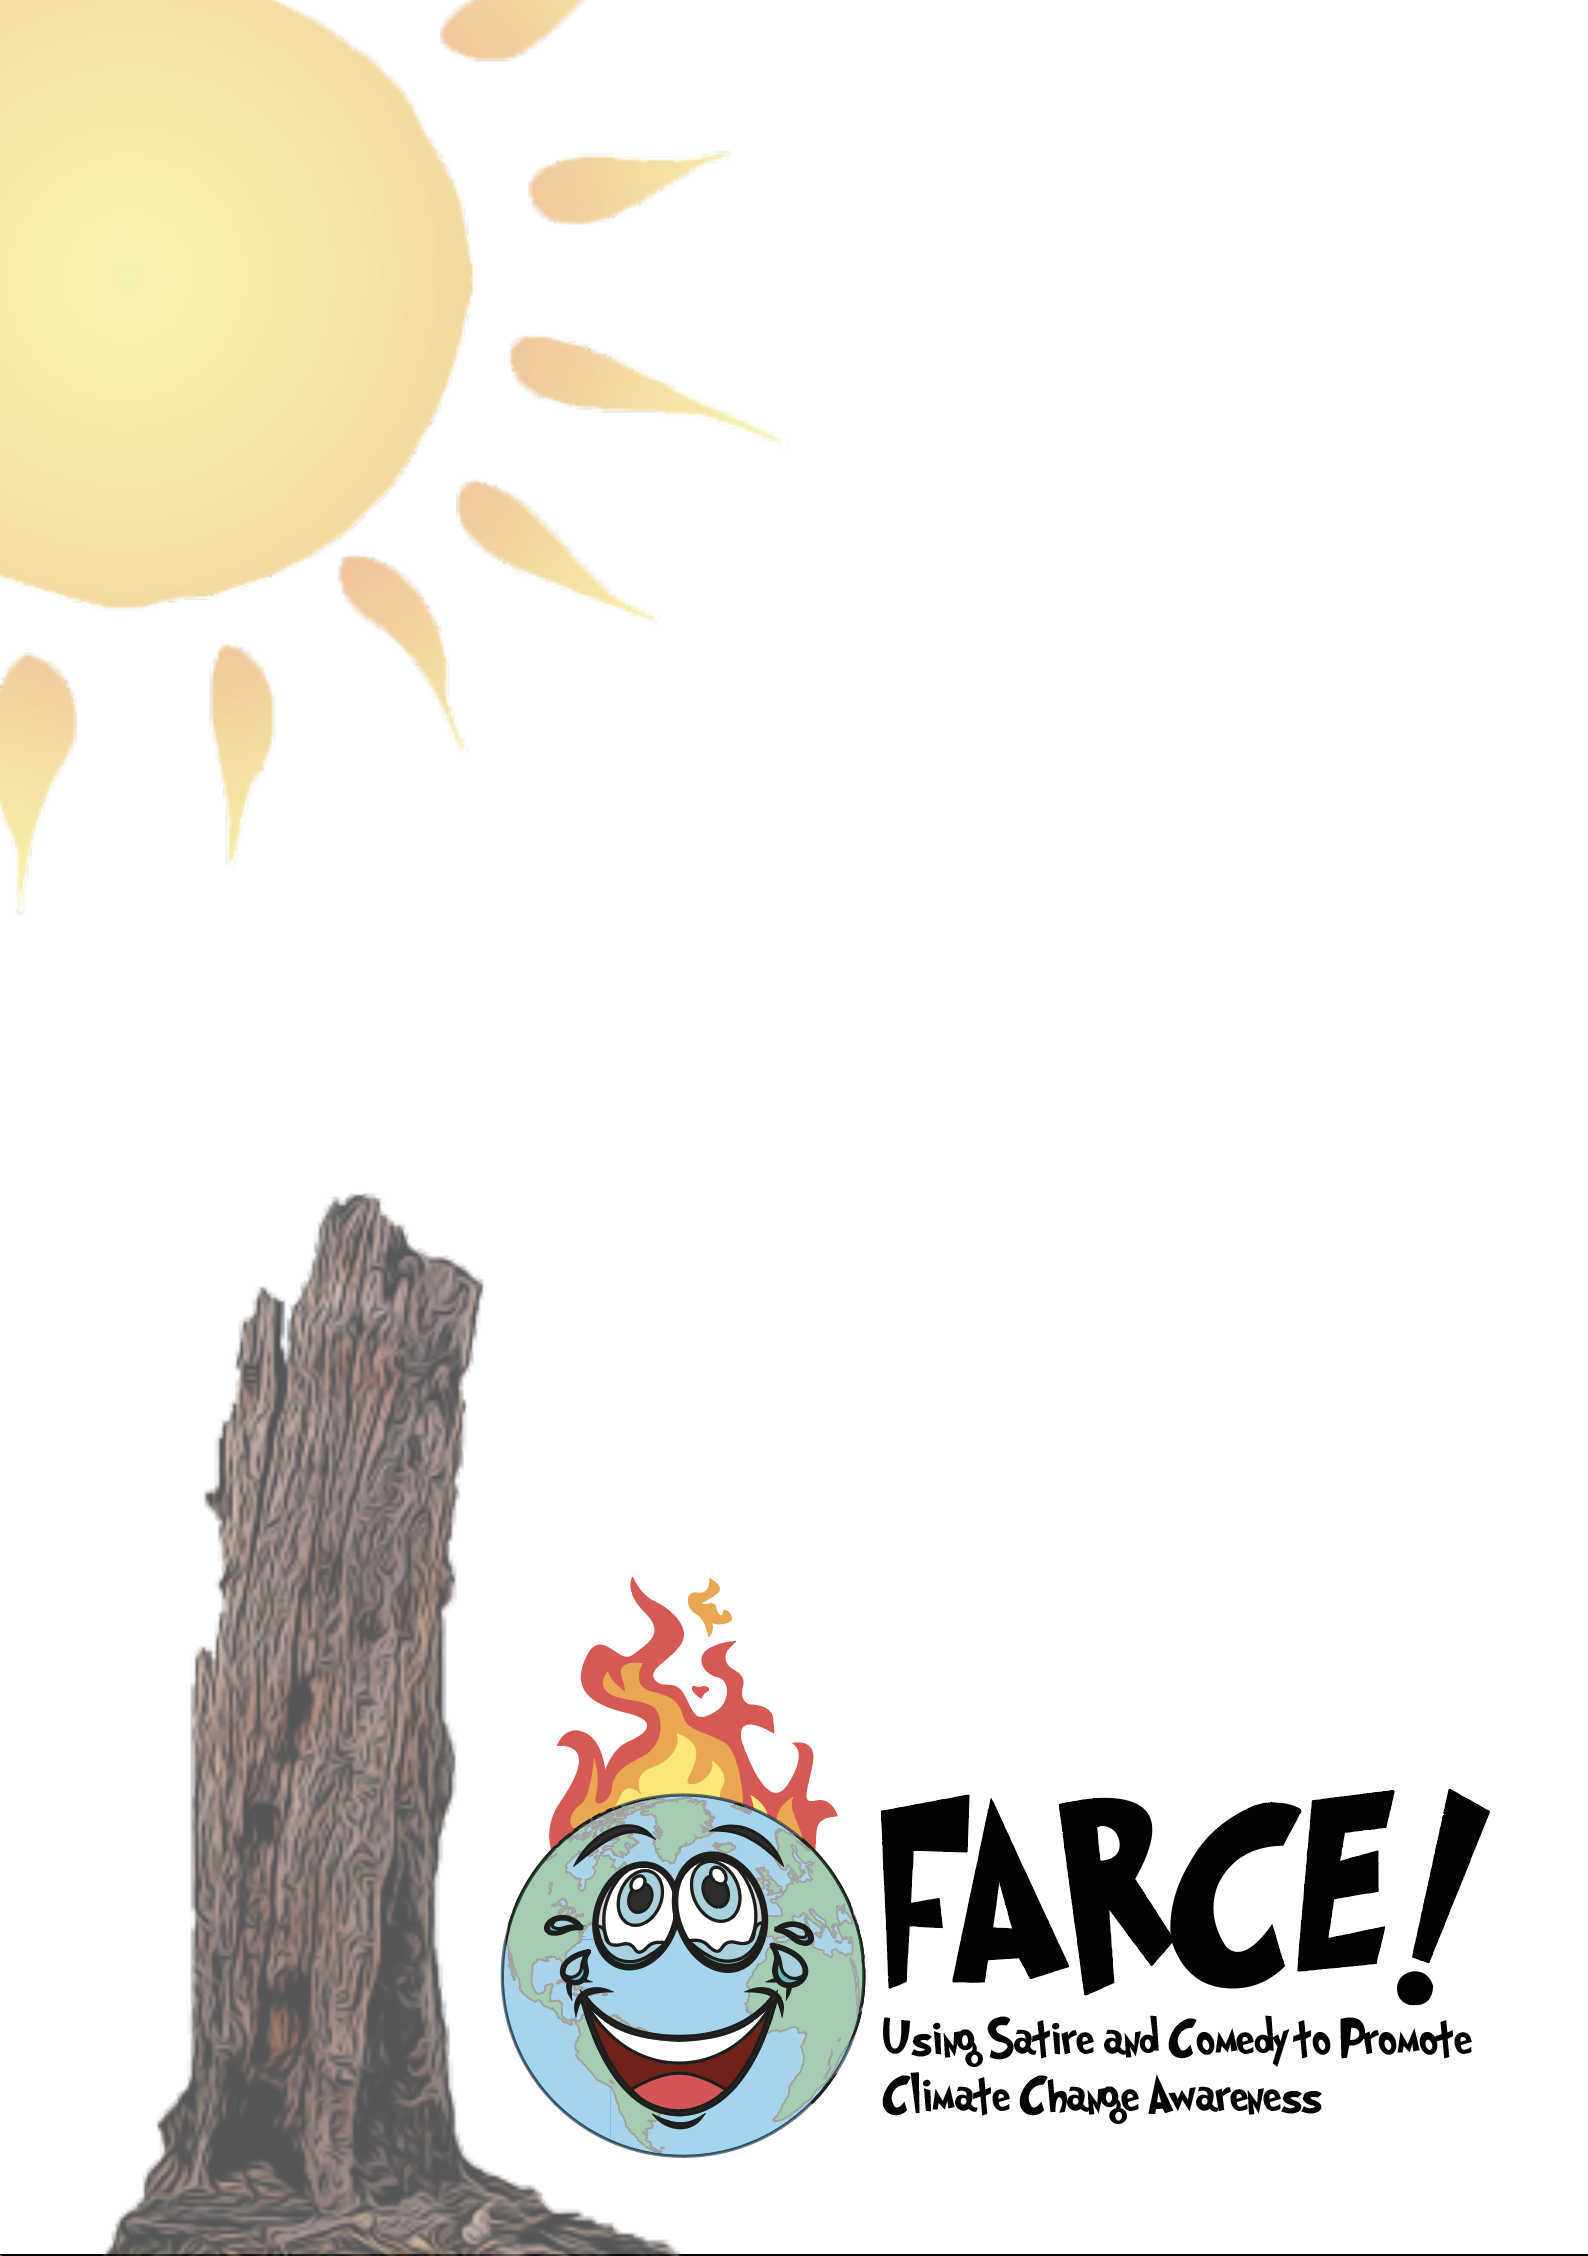 FARCE!
Using Satire and Comedy to Promote
Climate Change Awareness